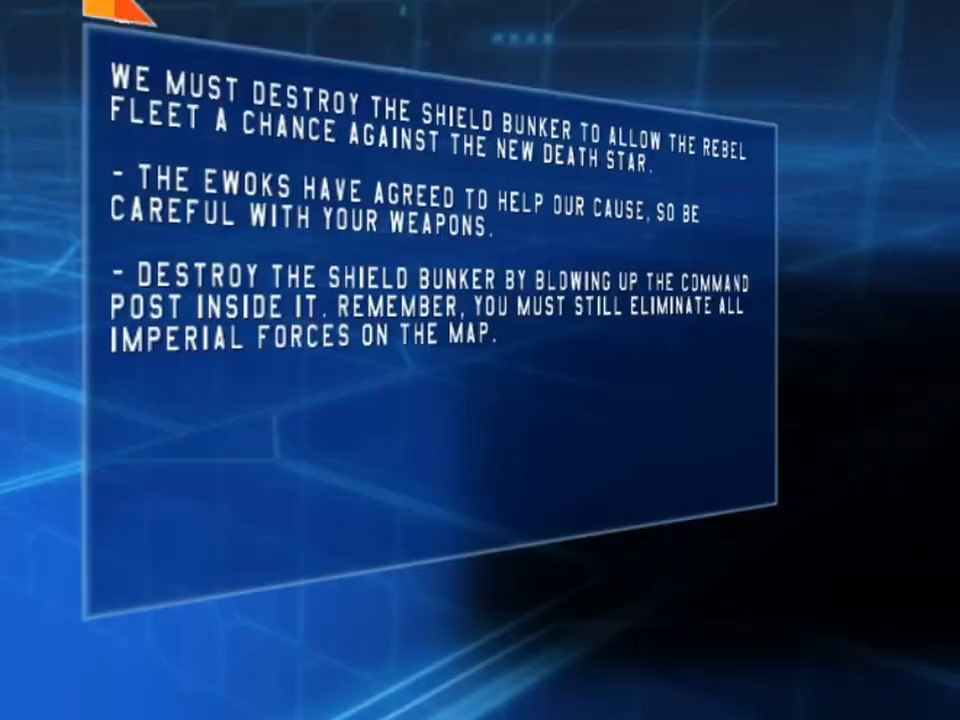 WE MUST DESTROY THE SHIELD BUNKER TO ALLOW THE REBEL
FLEET A CHANCE AGAINST THE NEW DEATH STAR.
- THE EWOKS HAVE AGREED TO HELP OUR CAUSE, SO BE
CAREFUL WITH YOUR WEAPONS.
- DESTROY THE SHIELD BUNKER BY BLOWING UP THE COMMAND
POST INSIDE IT. REMEMBER, YOU MUST STILL ELIMINATE ALL
IMPERIAL FORCES ON THE MAP.